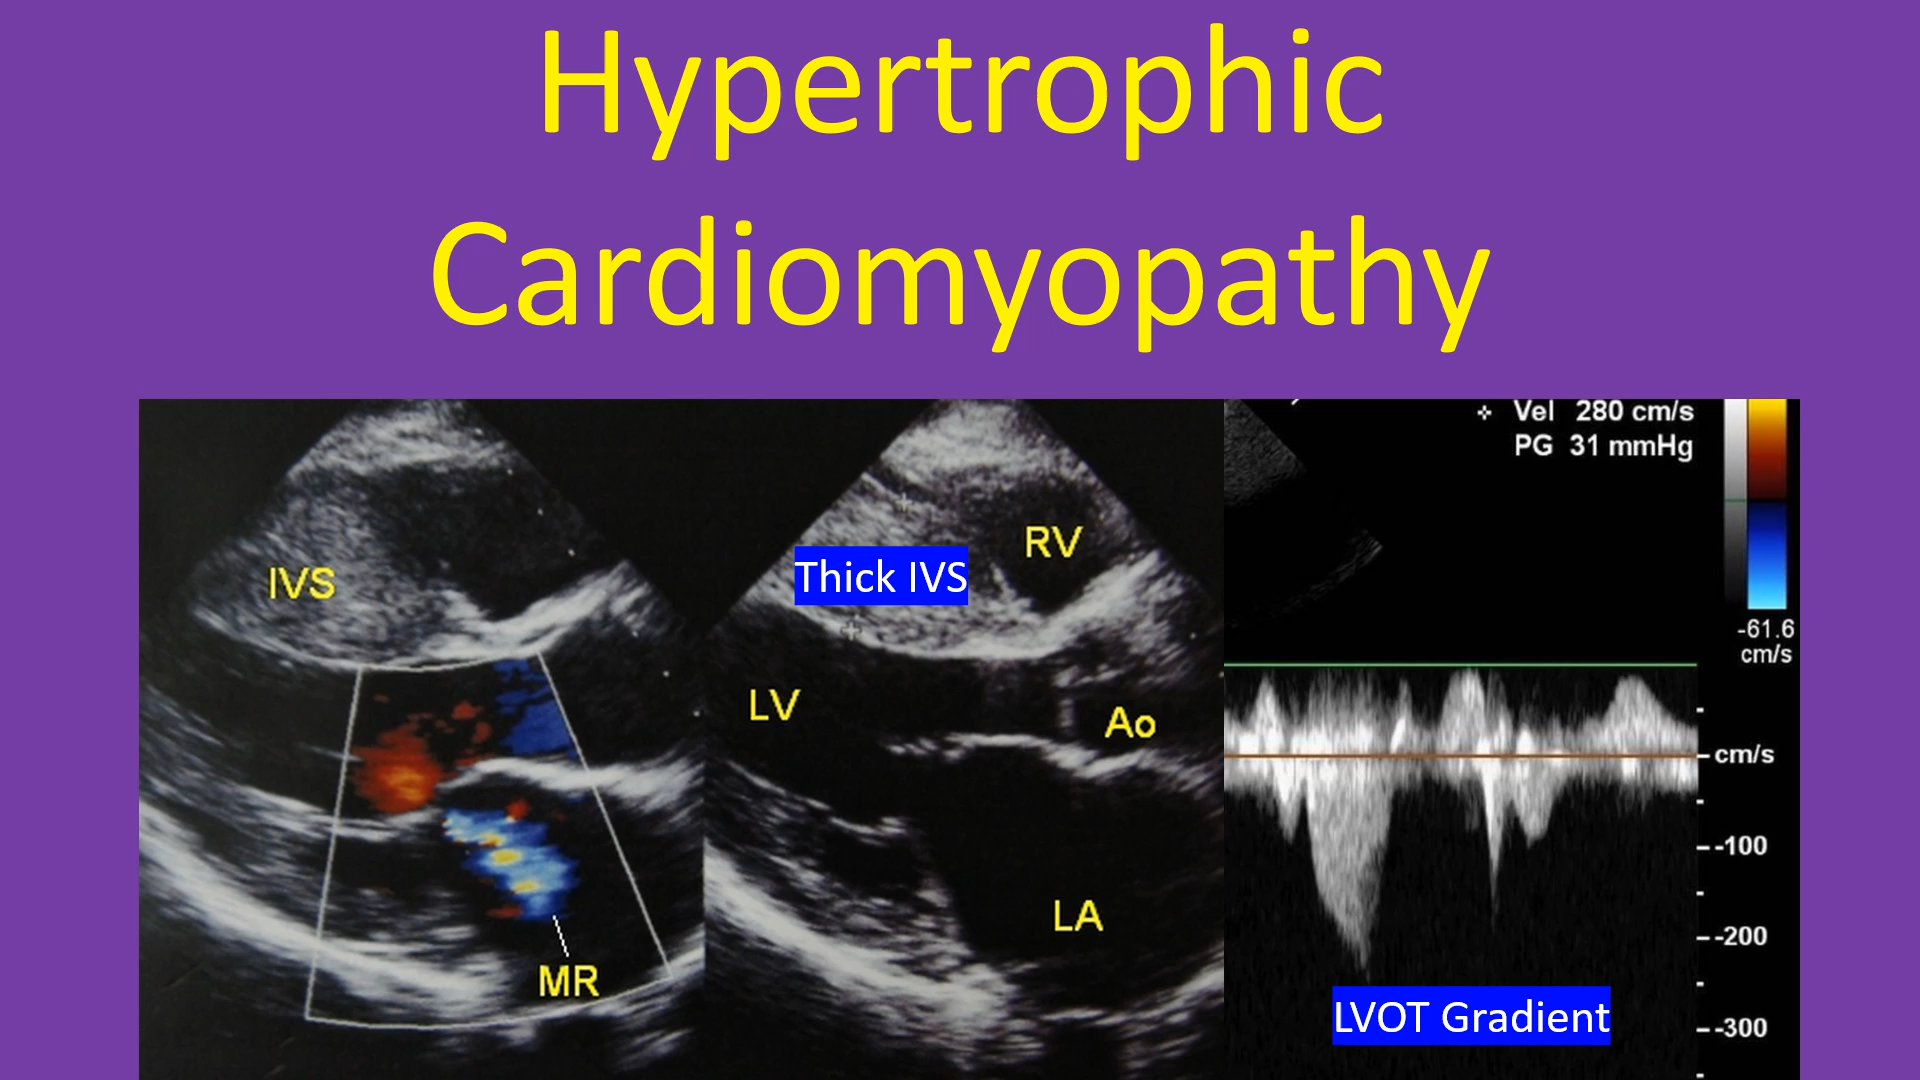 Hypertrophic
Cardiomyopathy
IVS
MR
Thick IVS
RV
LV
Ao
LA
Vel 280 cm/s
PG 31 mmHg
-61.6
cm/s
cm/s
-100
-200
-300
LVOT Gradient